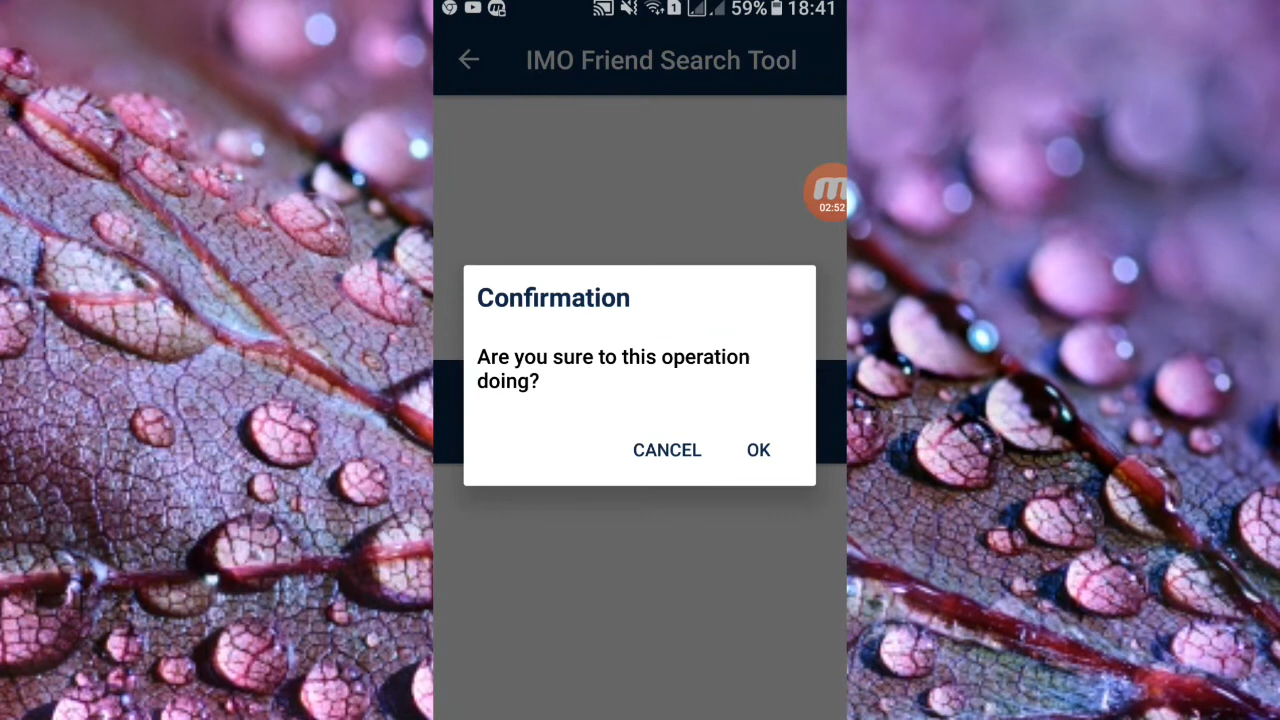 59% 18:41
IMO Friend Search Tool
02:52
Confirmation
Are you sure to this operation
doing?
CANCEL OK